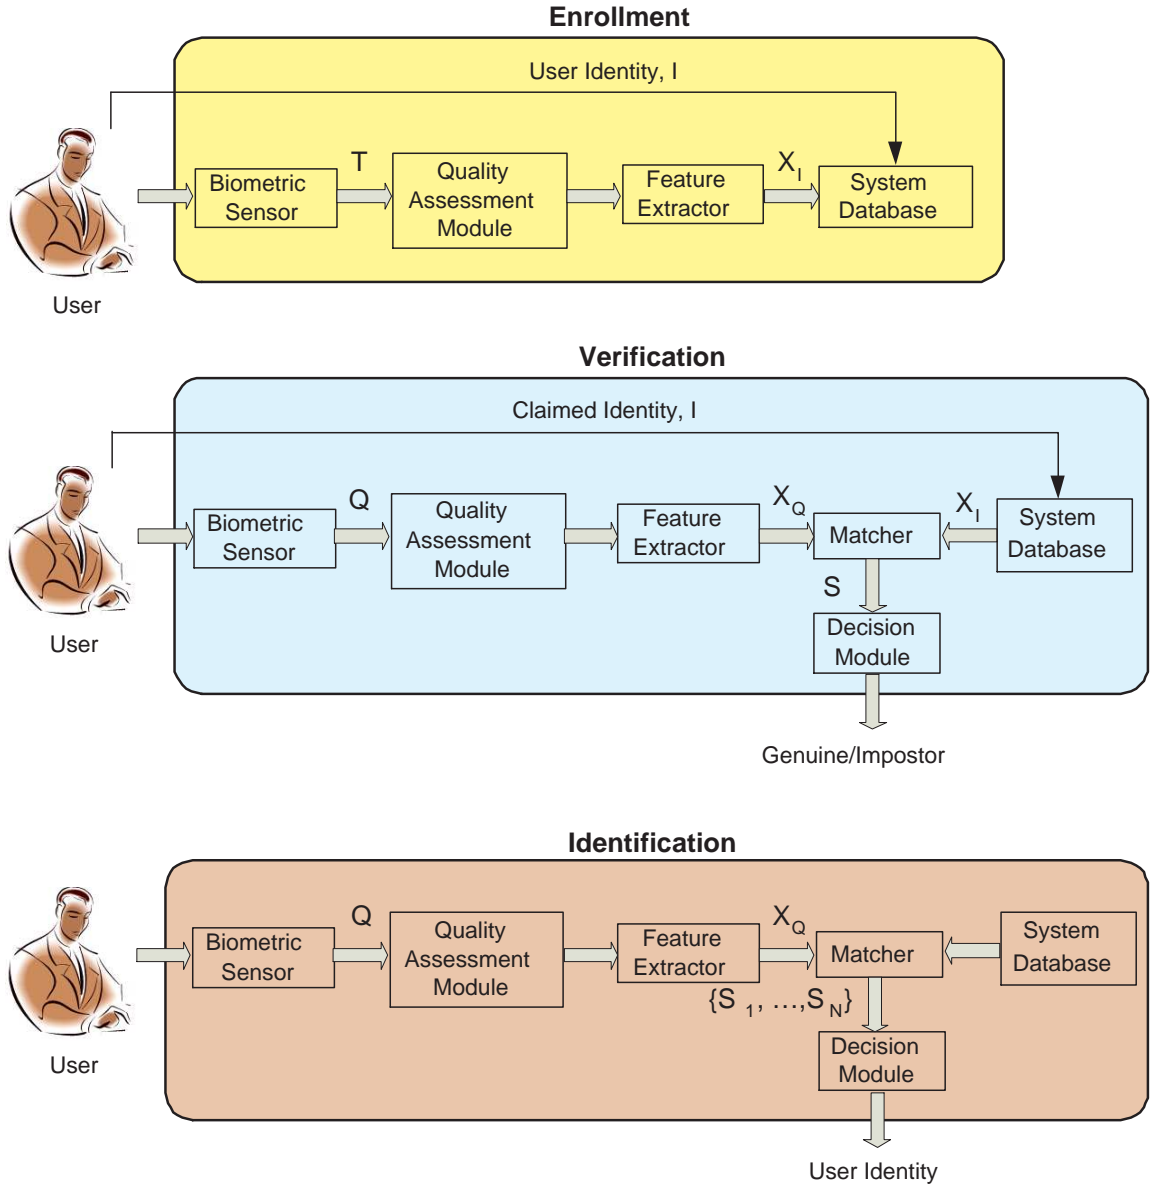 Enrollment
User Identity, I
Biometric
Sensor
T
Quality
Assessment
Module
Feature
Extractor
X_I
System
Database
User
Verification
Claimed Identity, I
Biometric
Sensor
Q
Quality
Assessment
Module
Feature
Extractor
X_Q
Matcher
X_I
System
Database
S
Decision
Module
User
Genuine/Impostor
Identification
Biometric
Sensor
Q
Quality
Assessment
Module
Feature
Extractor
X_Q
Matcher
System
Database
{S_1, ...,S_N}
Decision
Module
User
User Identity